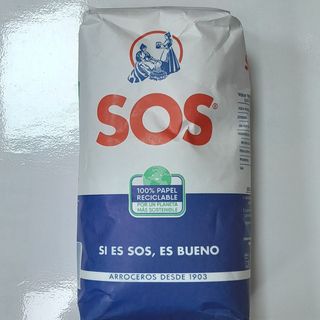 SOS®
100% PAPEL
RECICLABLE
POR UN PLANETA
MÁS SOSTENIBLE
SI ES SOS, ES BUENO
ARROCEROS DESDE 1903